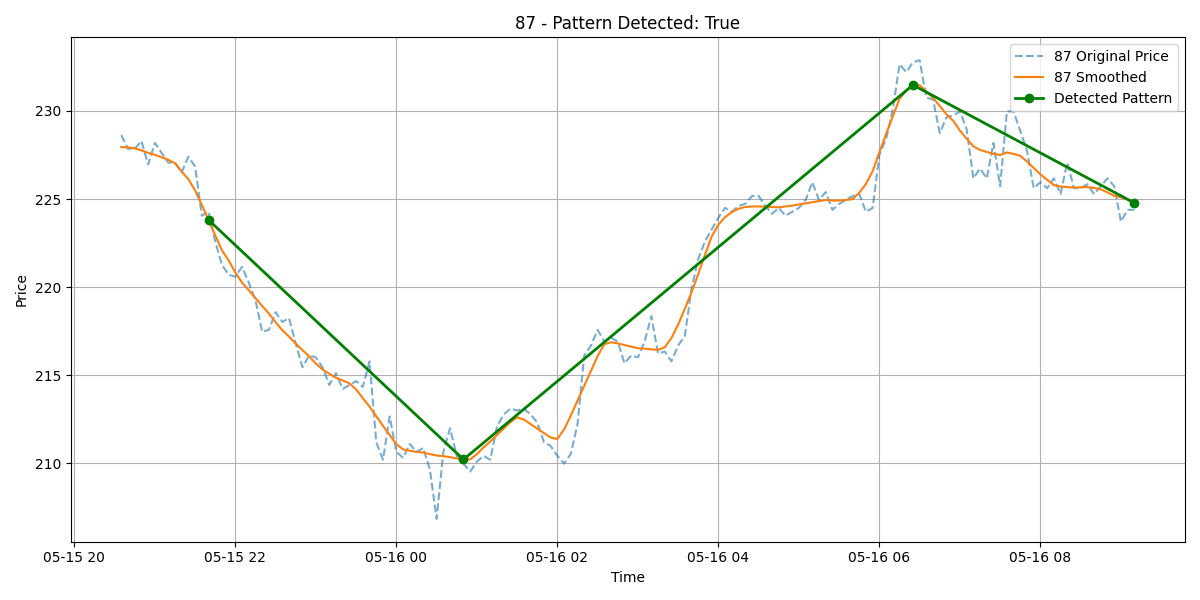 87 - Pattern Detected: True
87 Original Price
87 Smoothed
Detected Pattern
Price
230
225
220
215
210
05-15 20
05-15 22
05-16 00
05-16 02
05-16 04
05-16 06
05-16 08
Time